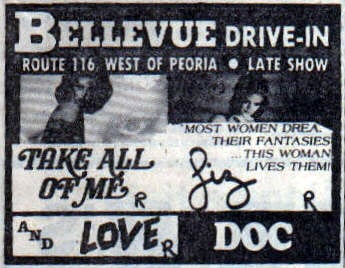 BELLEVUE DRIVE-IN
ROUTE 116, WEST OF PEORIA • LATE SHOW
TAKE ALL
OF ME R
MOST WOMEN DREA.
THEIR FANTASIES
...THIS WOMAN
LIVES THEM!
Liz R
AND LOVE R DOC